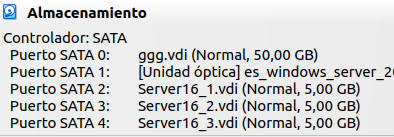 Almacenamiento
Controlador: SATA
Puerto SATA 0: ggg.vdi (Normal, 50,00 GB)
Puerto SATA 1: [Unidad óptica] es_windows_server_20
Puerto SATA 2: Server16_1.vdi (Normal, 5,00 GB)
Puerto SATA 3: Server16_2.vdi (Normal, 5,00 GB)
Puerto SATA 4: Server16_3.vdi (Normal, 5,00 GB)